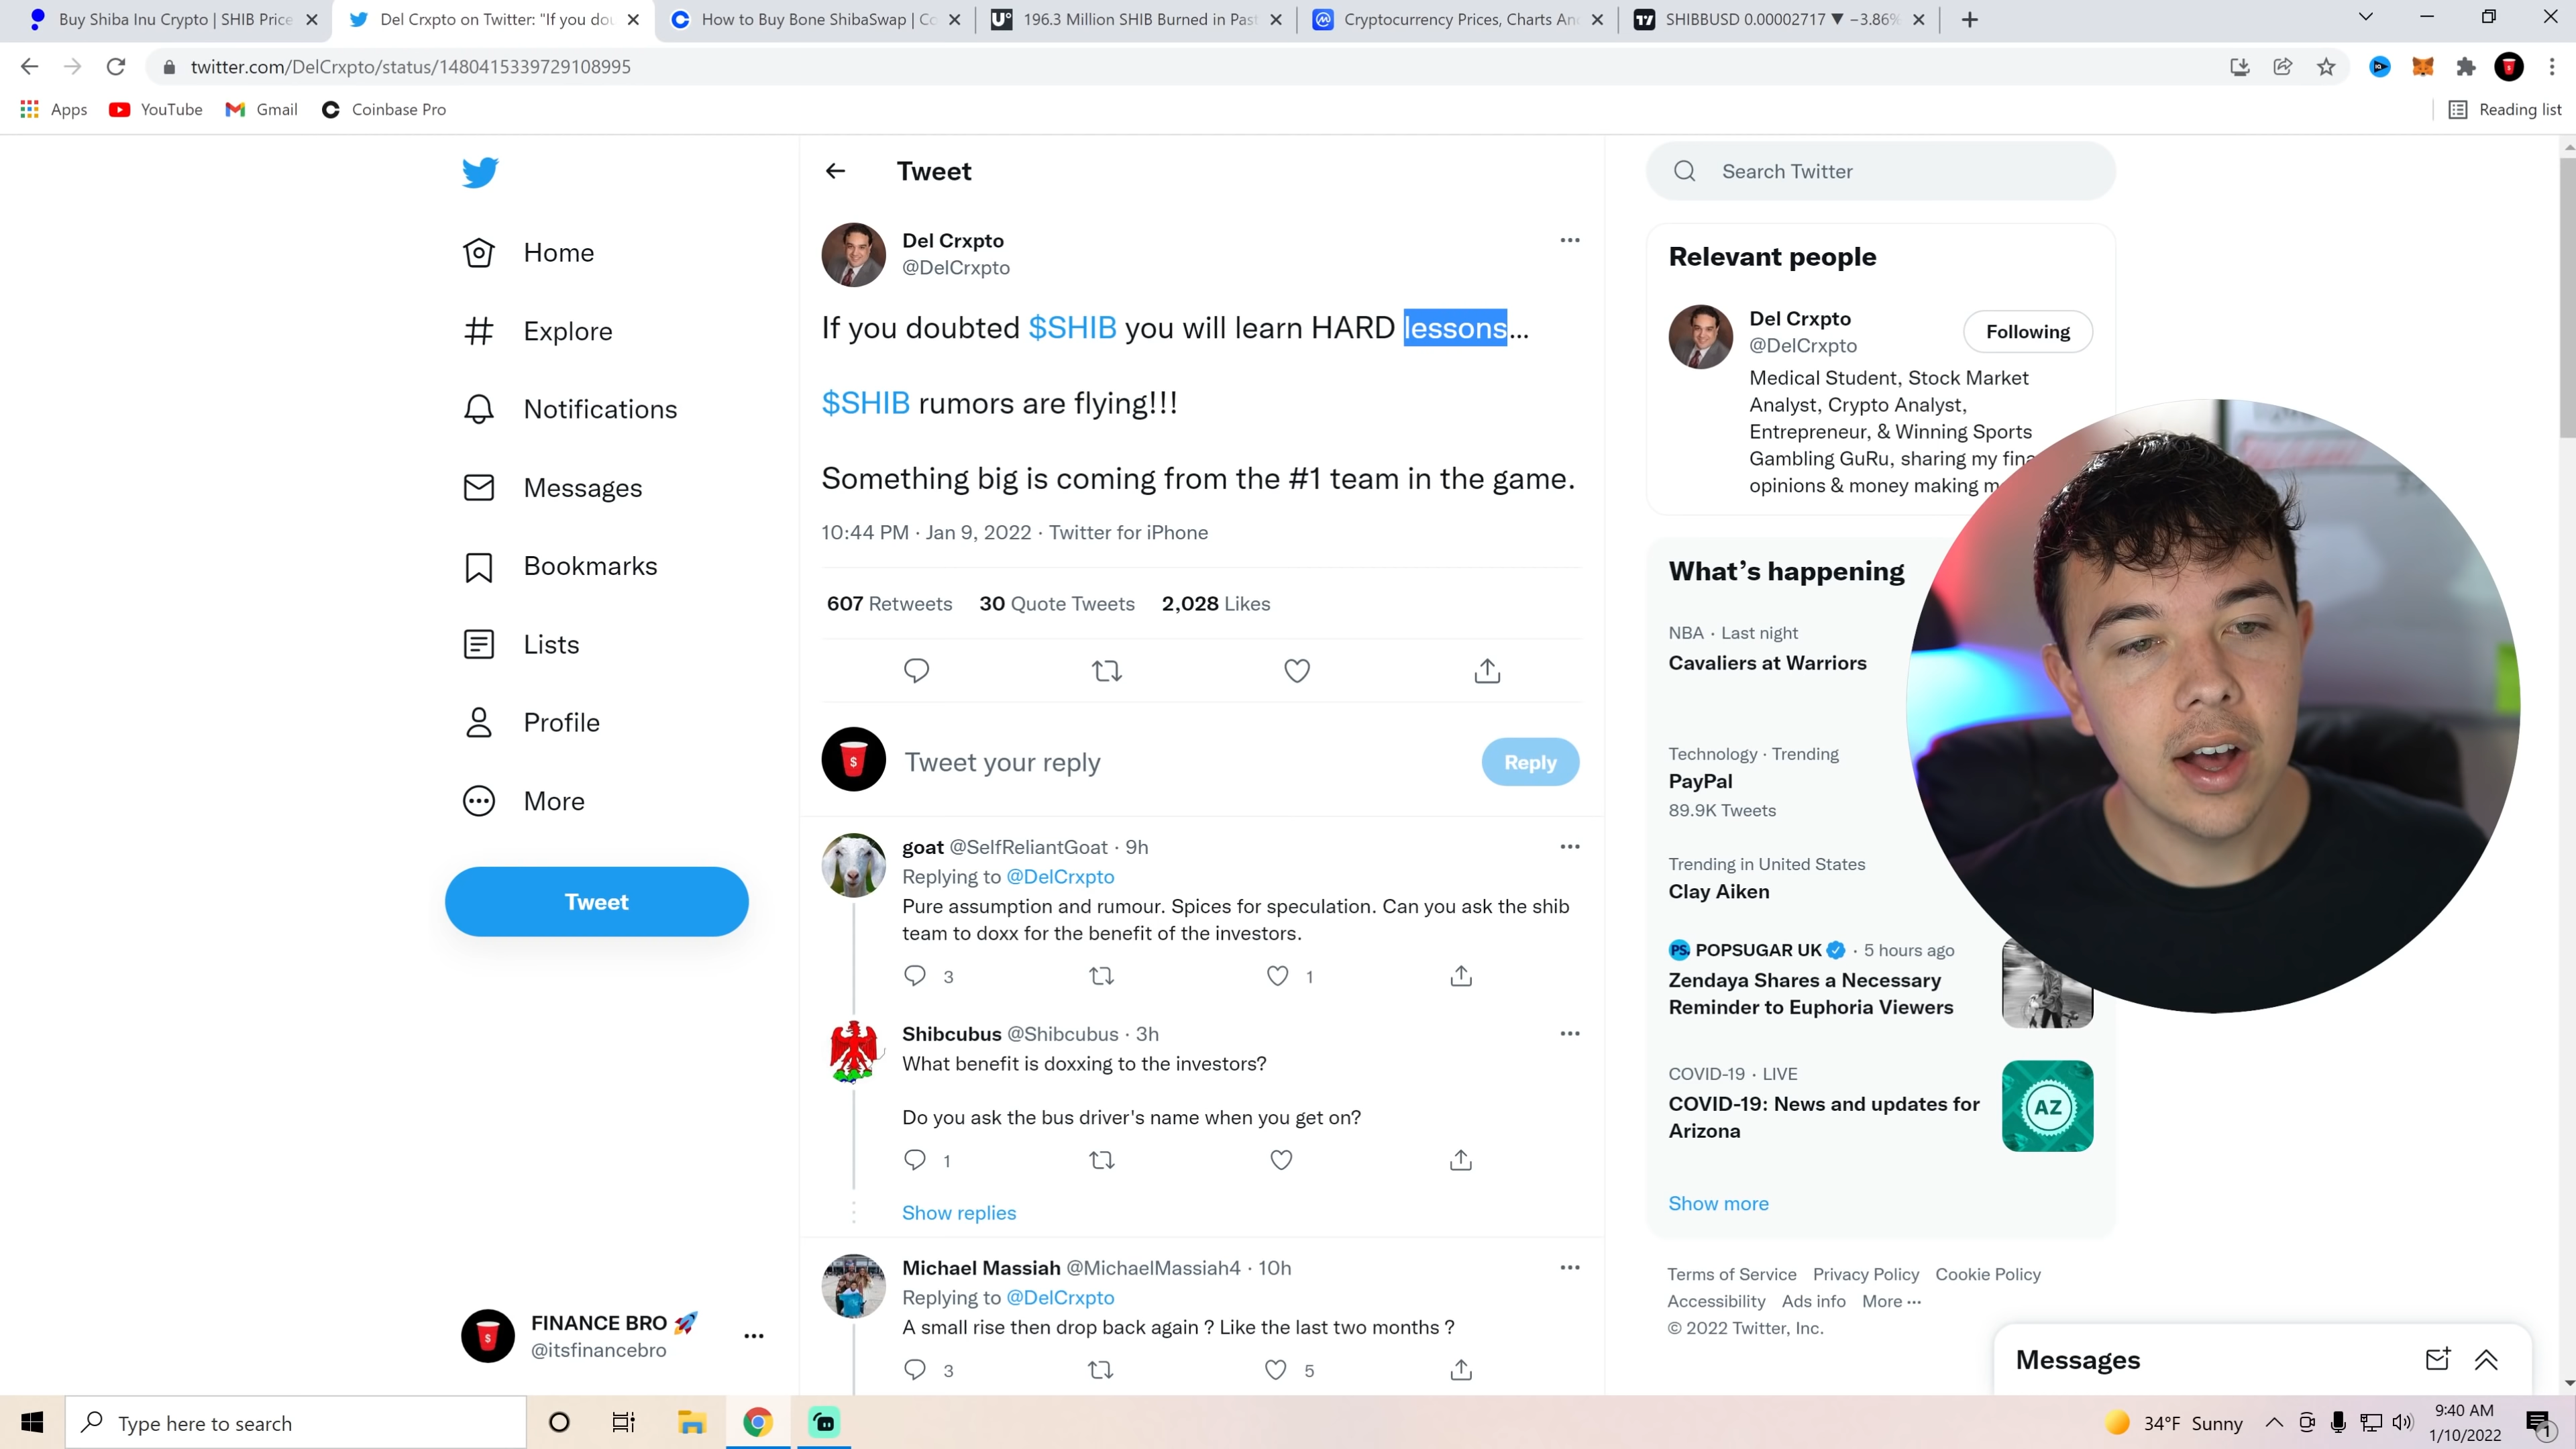 Buy Shiba Inu Crypto | SHIB Price
Del Crxpto on Twitter: "If you dou
How to Buy Bone ShibaSwap | Co
196.3 Million SHIB Burned in Past
Cryptocurrency Prices, Charts An
SHIBBUSD 0.00002717 ▼ −3.86%
twitter.com/DelCrxpto/status/1480415339729108995
Apps
YouTube
Gmail
Coinbase Pro
Reading list
Home
Explore
Notifications
Messages
Bookmarks
Lists
Profile
More
Tweet
FINANCE BRO 🚀
@itsfinancebro
Tweet
Del Crxpto
@DelCrxpto
If you doubted $SHIB you will learn HARD lessons...
$SHIB rumors are flying!!!
Something big is coming from the #1 team in the game.
10:44 PM · Jan 9, 2022 · Twitter for iPhone
607 Retweets 30 Quote Tweets 2,028 Likes
Tweet your reply
Reply
goat @SelfReliantGoat · 9h
Replying to @DelCrxpto
Pure assumption and rumour. Spices for speculation. Can you ask the shib
team to doxx for the benefit of the investors.
3
1
Shibcubus @Shibcubus · 3h
What benefit is doxxing to the investors?
Do you ask the bus driver's name when you get on?
1
Show replies
Michael Massiah @MichaelMassiah4 · 10h
Replying to @DelCrxpto
A small rise then drop back again ? Like the last two months ?
3
5
Search Twitter
Relevant people
Del Crxpto
@DelCrxpto
Following
Medical Student, Stock Market
Analyst, Crypto Analyst,
Entrepreneur, & Winning Sports
Gambling GuRu, sharing my fina
opinions & money making m
What's happening
NBA · Last night
Cavaliers at Warriors
Technology · Trending
PayPal
89.9K Tweets
Trending in United States
Clay Aiken
PS. POPSUGAR UK · 5 hours ago
Zendaya Shares a Necessary
Reminder to Euphoria Viewers
COVID-19 · LIVE
COVID-19: News and updates for
Arizona
AZ
Show more
Terms of Service Privacy Policy Cookie Policy
Accessibility Ads info More ···
© 2022 Twitter, Inc.
Messages
Type here to search
34°F Sunny
9:40 AM
1/10/2022
1